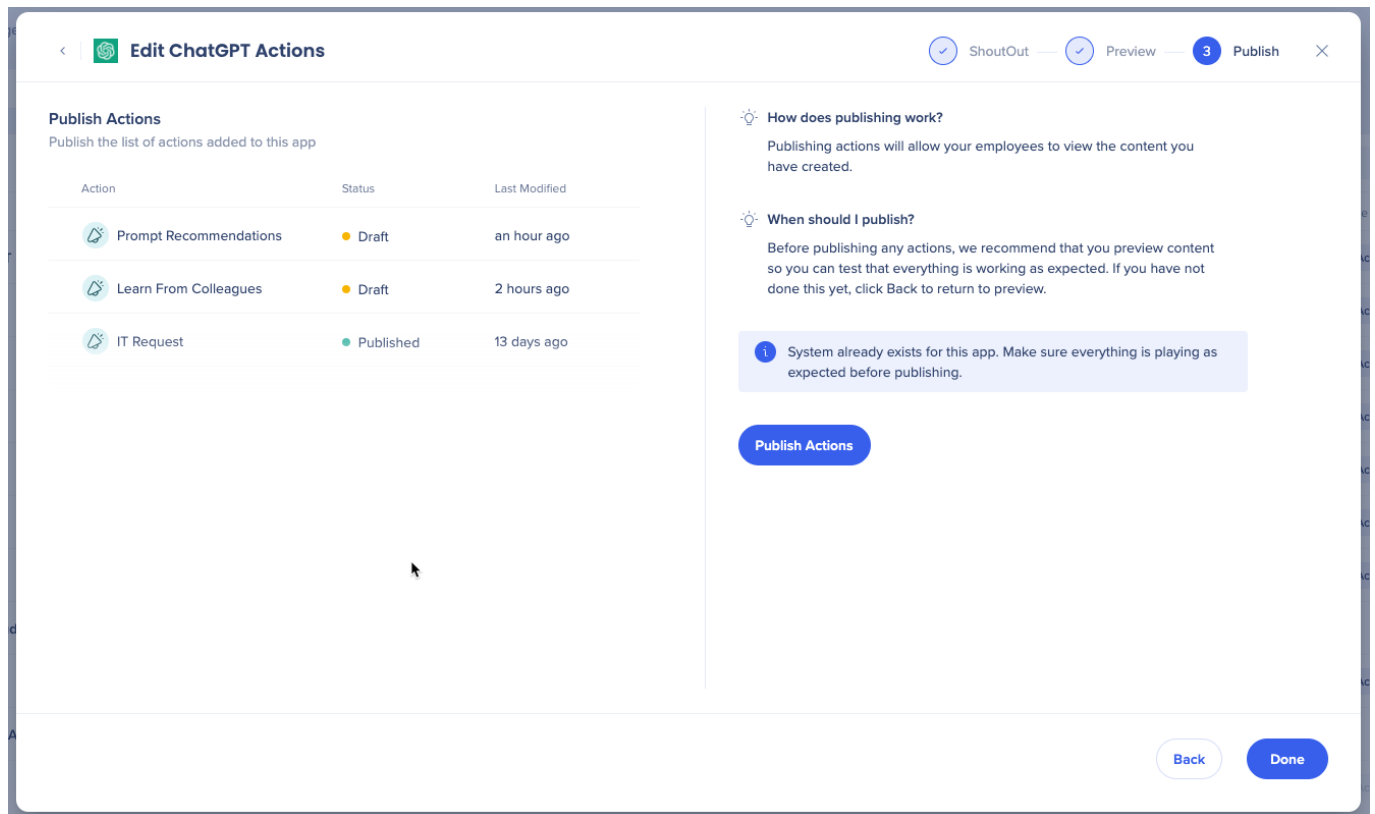 Edit ChatGPT Actions
ShoutOut
Preview
3
Publish
Publish Actions
Publish the list of actions added to this app
Action
Status
Last Modified
Prompt Recommendations
Draft
an hour ago
Learn From Colleagues
Draft
2 hours ago
IT Request
Published
13 days ago
How does publishing work?
Publishing actions will allow your employees to view the content you
have created.
When should I publish?
Before publishing any actions, we recommend that you preview content
so you can test that everything is working as expected. If you have not
done this yet, click Back to return to preview.
System already exists for this app. Make sure everything is playing as
expected before publishing.
Publish Actions
Back
Done